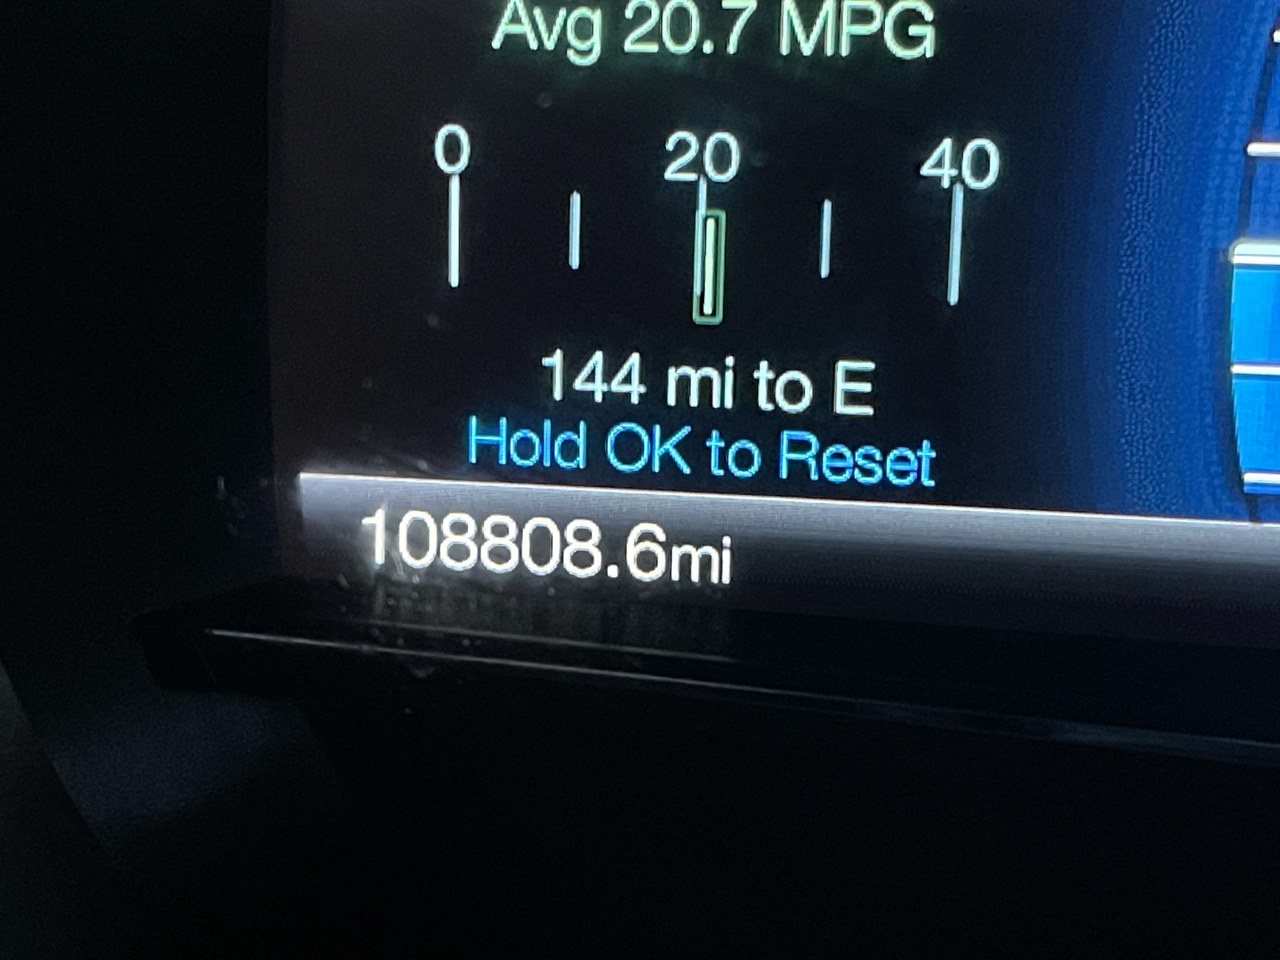 Avg 20.7 MPG
0 20 40
144 mi to E
Hold OK to Reset
108808.6mi